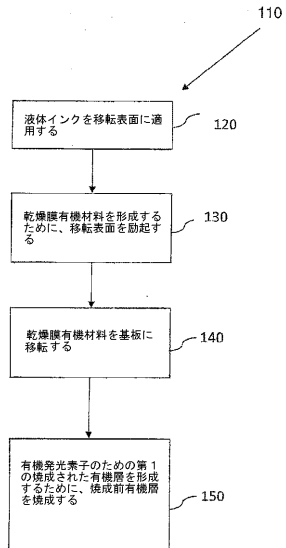 110
液体インクを移転表面に適
用する
120
乾燥膜有機材料を形成する
ために、移転表面を励起す
る
130
乾燥膜有機材料を基板に
移転する
140
有機発光素子のための第１
の焼成された有機層を形成
するために、焼成前有機層
を焼成する
150